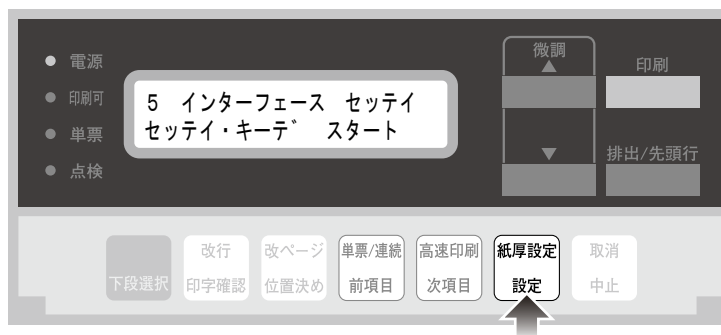 電源
印刷可
単票
点検
5 インターフェース セッテイ
セッテイ・キーデ スタート
微調
▲
▼
印刷
排出/先頭行
下段選択
改行
印字確認
改ページ
位置決め
単票/連続
前項目
高速印刷
次項目
紙厚設定
設定
取消
中止